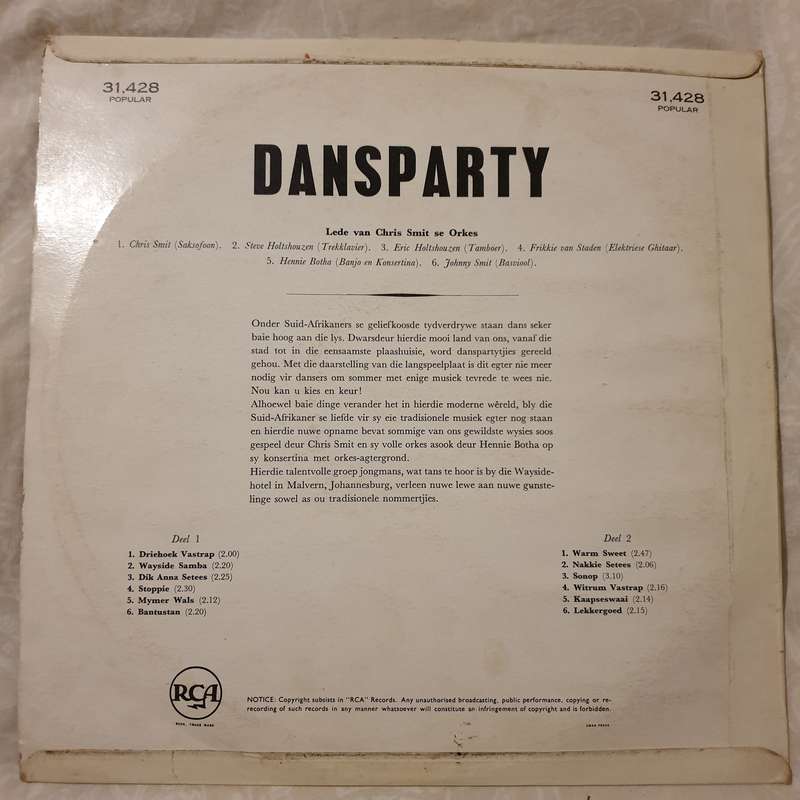 31,428
POPULAR
31,428
POPULAR
DANSPARTY
Lede van Chris Smit se Orkes
1. Chris Smit (Saksofoon). 2. Steve Holtshouzen (Trekklavier). 3. Eric Holtshouzen (Tamboer). 4. Frikkie van Staden (Elektriese Ghitaar).
5. Hennie Botha (Banjo en Konsertina). 6. Johnny Smit (Basviool).
Onder Suid-Afrikaners se geliefkoosde tydverdrywe staan dans seker
baie hoog aan die lys. Dwarsdeur hierdie mooi land van ons, vanaf die
stad tot in die eensaamste plaashuisie, word danspartytjies gereeld
gehou. Met die daarstelling van die langspeelplaat is dit egter nie meer
nodig vir dansers om sommer met enige musiek tevrede te wees nie.
Nou kan u kies en keur!
Alhoewel baie dinge verander het in hierdie moderne wêreld, bly die
Suid-Afrikaner se liefde vir sy eie tradisionele musiek egter nog staan
en hierdie nuwe opname bevat sommige van ons gewildste wysies soos
gespeel deur Chris Smit en sy volle orkes asook deur Hennie Botha op
sy konsertina met orkes-agtergrond.
Hierdie talentvolle groep jongmans, wat tans te hoor is by die Wayside-
hotel in Malvern, Johannesburg, verleen nuwe lewe aan nuwe gunste-
linge sowel as ou tradisionele nommertjies.
Deel 1
1. Driehoek Vastrap (2.00)
2. Wayside Samba (2.20)
3. Dik Anna Setees (2.25)
4. Stoppie (2.30)
5. Mymer Wals (2.12)
6. Bantustan (2.20)
Deel 2
1. Warm Sweet (2.47)
2. Nakkie Setees (2.06)
3. Sonop (3.10)
4. Witrum Vastrap (2.16)
5. Kaapseswaai (2.14)
6. Lekkergoed (2.15)
RCA
NOTICE: Copyright subsists in "RCA" Records. Any unauthorised broadcasting, public performance, copying or re-
recording of such records in any manner whatsoever will constitute an infringement of copyright and is forbidden.